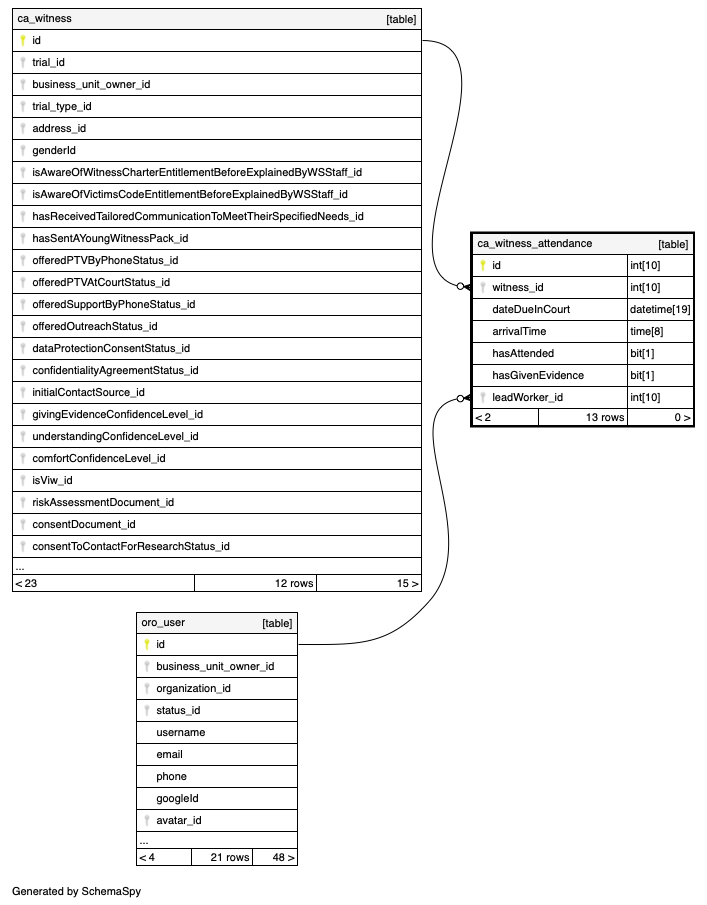 ca_witness [table]
id
trial_id
business_unit_owner_id
trial_type_id
address_id
genderId
isAwareOfWitnessCharterEntitlementBeforeExplainedByWSStaff_id
isAwareOfVictimsCodeEntitlementBeforeExplainedByWSStaff_id
hasReceivedTailoredCommunicationToMeetTheirSpecifiedNeeds_id
hasSentAYoungWitnessPack_id
offeredPTVByPhoneStatus_id
offeredPTVAtCourtStatus_id
offeredSupportByPhoneStatus_id
offeredOutreachStatus_id
dataProtectionConsentStatus_id
confidentialityAgreementStatus_id
initialContactSource_id
givingEvidenceConfidenceLevel_id
understandingConfidenceLevel_id
comfortConfidenceLevel_id
isViw_id
riskAssessmentDocument_id
consentDocument_id
consentToContactForResearchStatus_id
...
< 23 12 rows 15 >
ca_witness_attendance [table]
id int[10]
witness_id int[10]
dateDueInCourt datetime[19]
arrivalTime time[8]
hasAttended bit[1]
hasGivenEvidence bit[1]
leadWorker_id int[10]
< 2 13 rows 0 >
oro_user [table]
id
business_unit_owner_id
organization_id
status_id
username
email
phone
googleId
avatar_id
...
< 4 21 rows 48 >
Generated by SchemaSpy